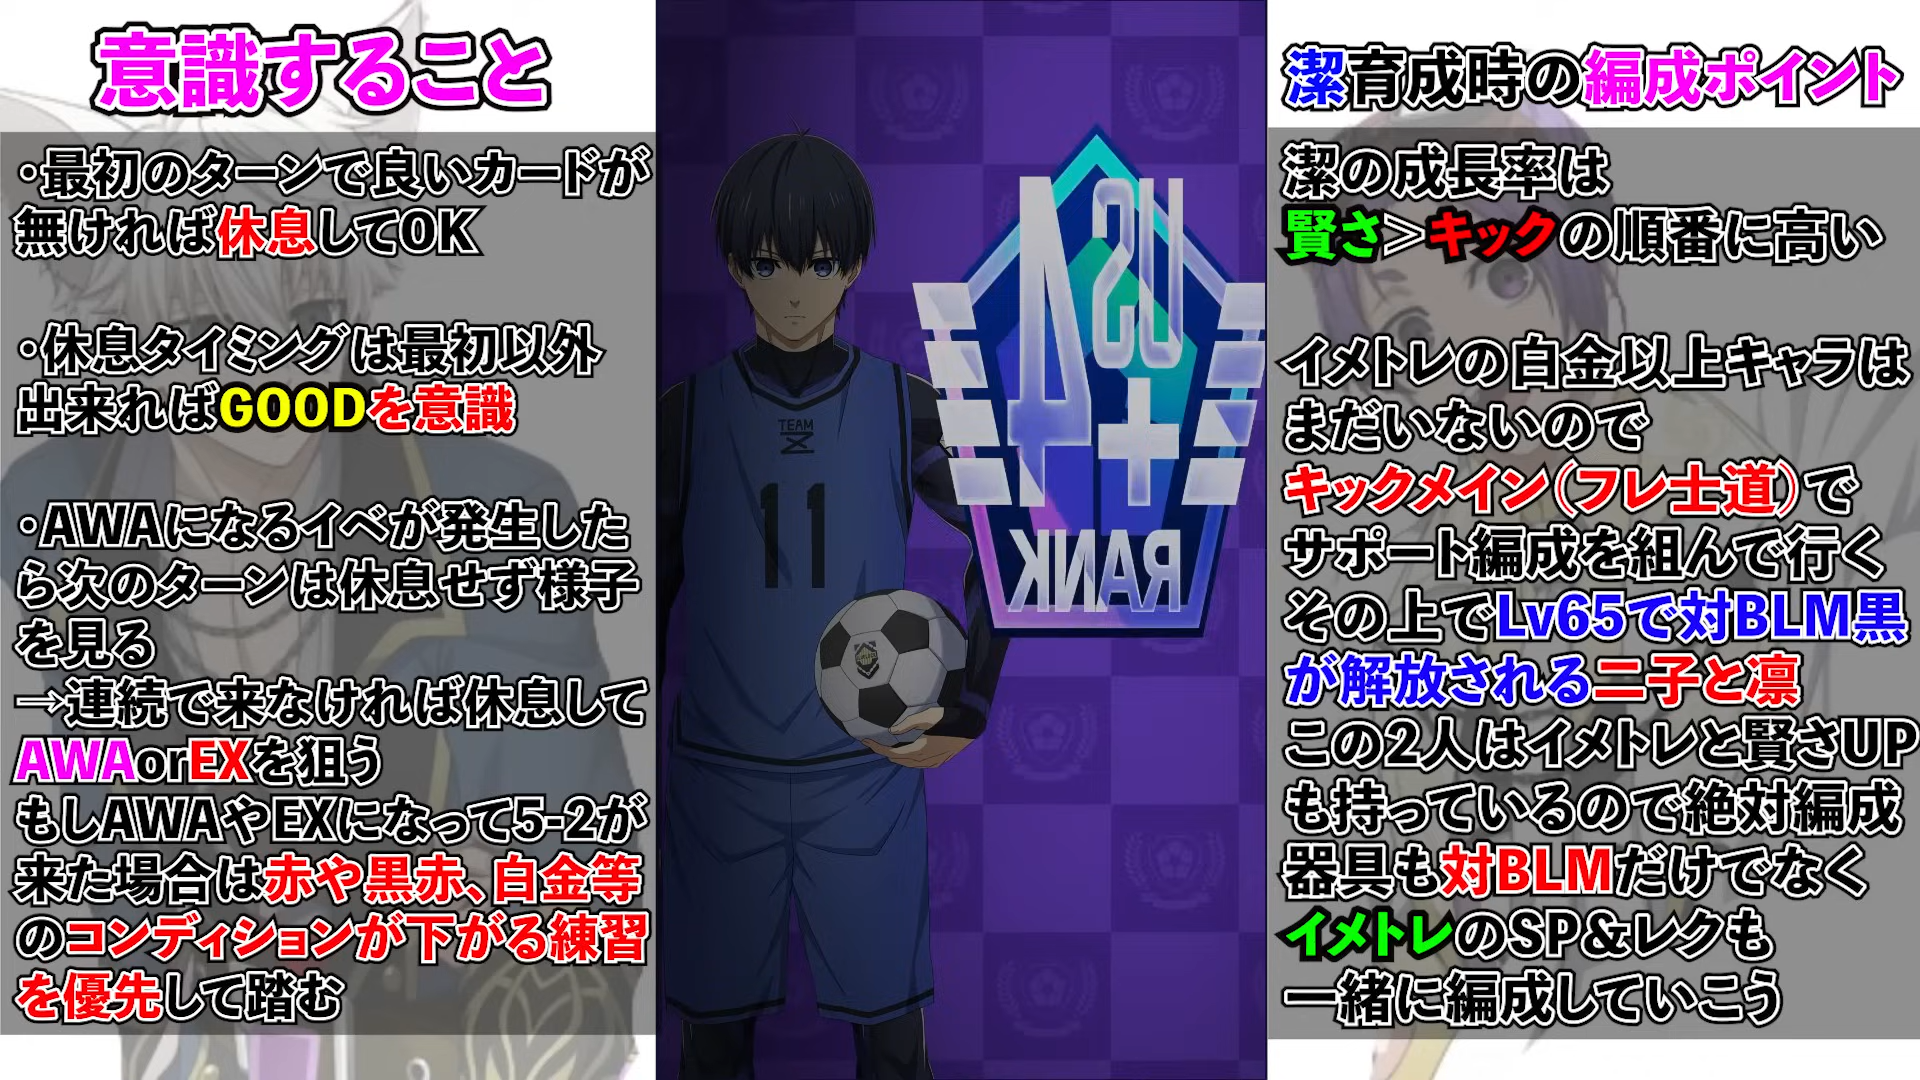 意識すること
・最初のターンで良いカードが
無ければ休息してOK
・休息タイミングは最初以外
出来ればGOODを意識
・AWAになるイベが発生した
ら次のターンは休息せず様子
を見る
→連続で来なければ休息して
AWAorEXを狙う
もしAWAやEXになって5-2が
来た場合は赤や黒赤、白金等
のコンディションが下がる練習
を優先して踏む
TEAM
Z
11
US
4+
RANK
潔育成時の編成ポイント
潔の成長率は
賢さ>キックの順番に高い
イメトレの白金以上キャラは
まだいないので
キックメイン(フレ士道)で
サポート編成を組んで行く
その上でLv65で対BLM黒
が解放される二子と凛
この2人はイメトレと賢さUP
も持っているので絶対編成
器具も対BLMだけでなく
イメトレのSP&レクも
一緒に編成していこう